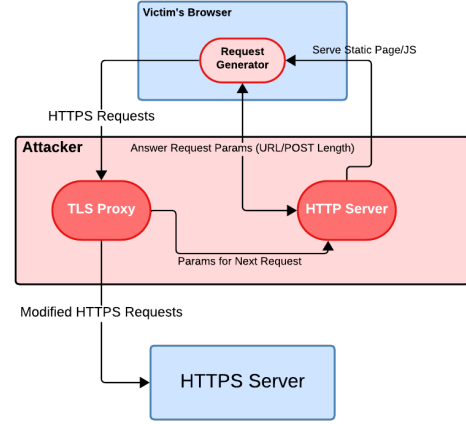 Victim's Browser
Request
Generator
Serve Static Page/JS
HTTPS Requests
Attacker
Answer Request Params (URL/POST Length)
TLS Proxy
HTTP Server
Params for Next Request
Modified HTTPS Requests
HTTPS Server